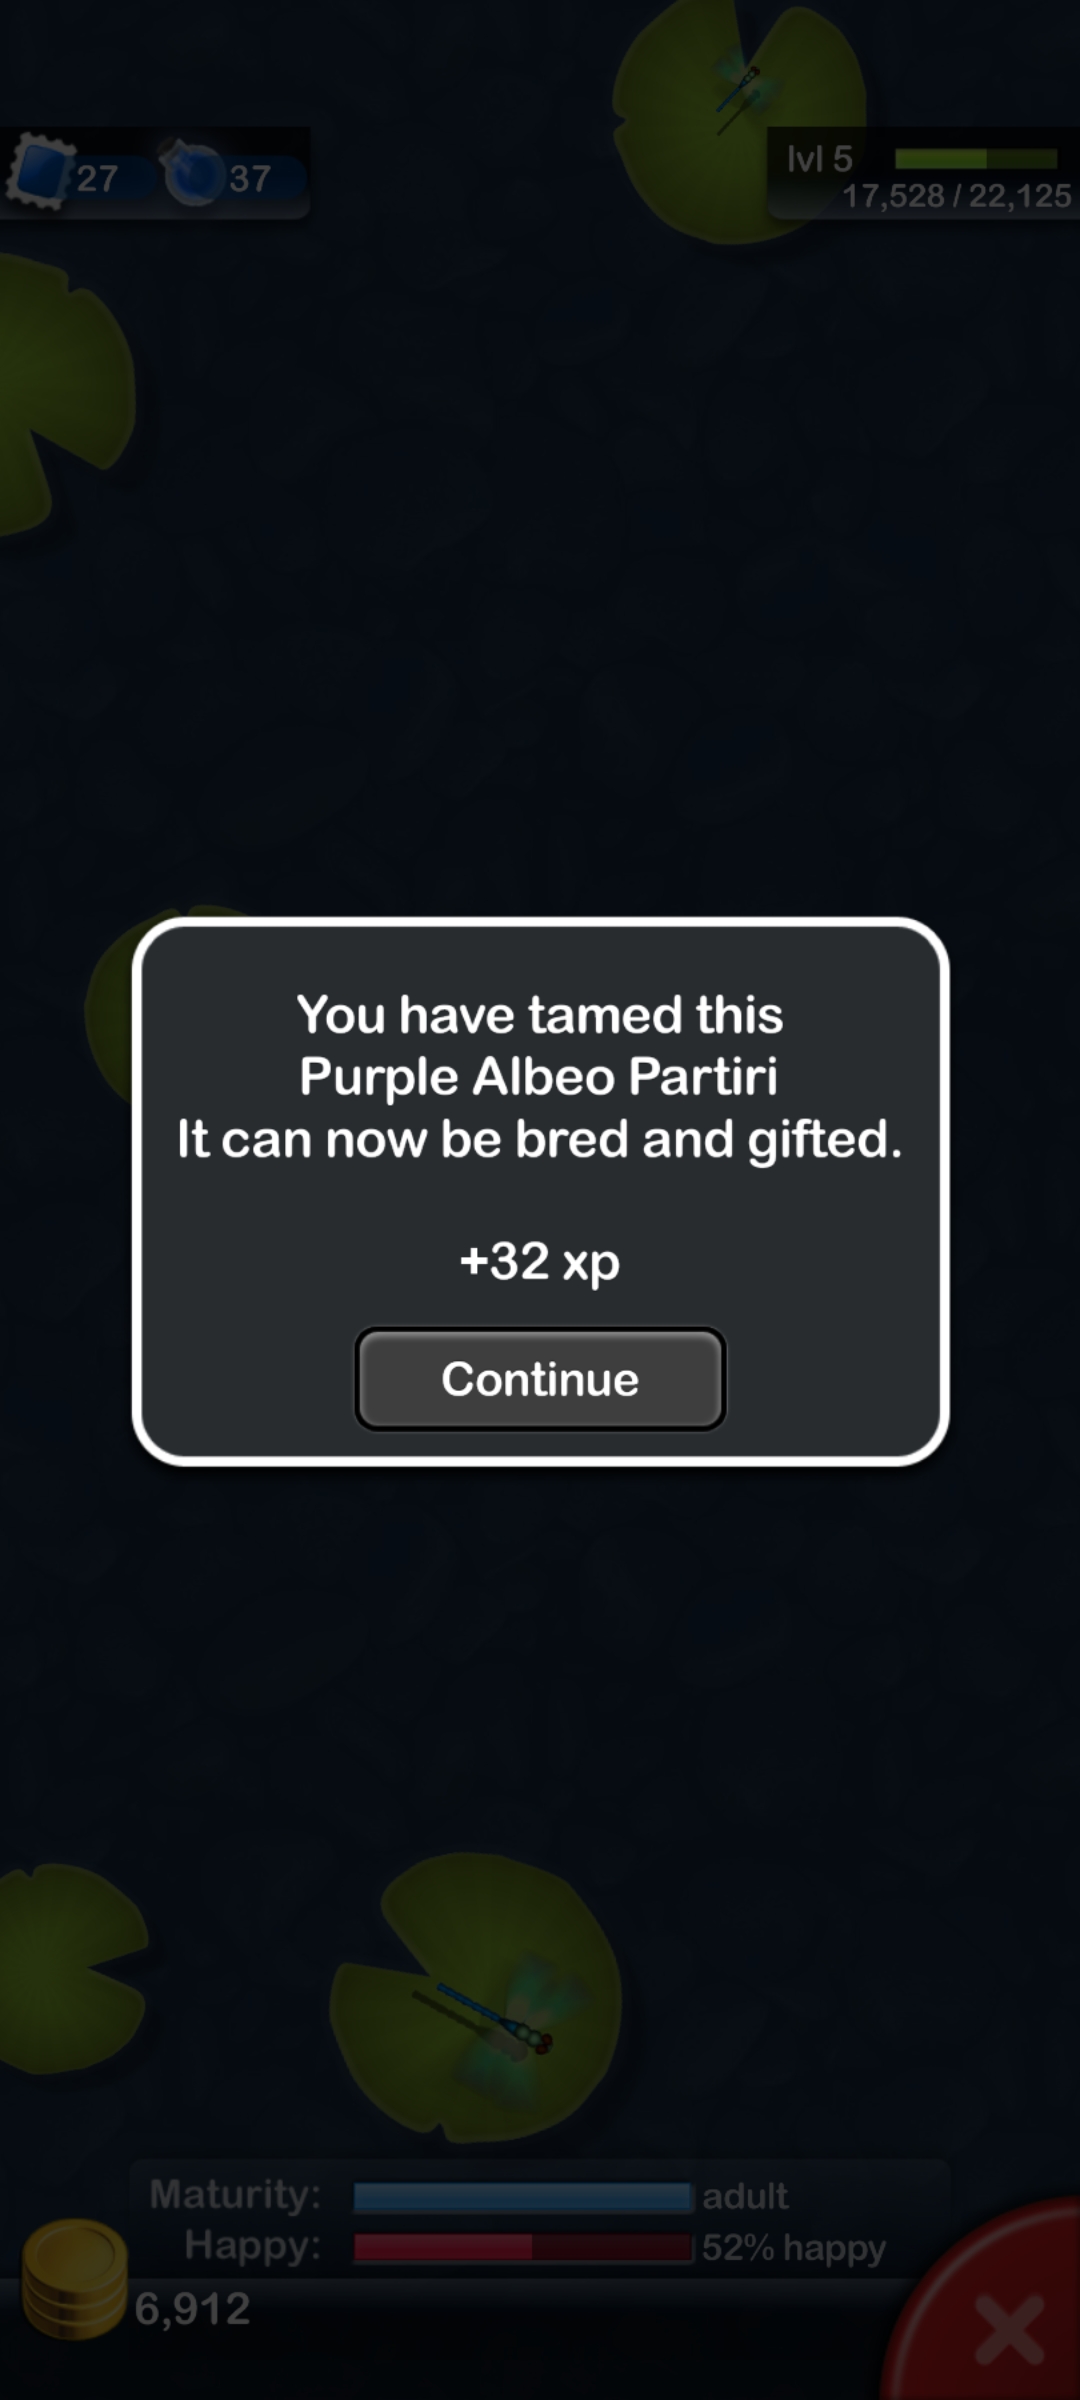 27
37
lvl 5
17,528 / 22,125
You have tamed this
Purple Albeo Partiri
It can now be bred and gifted.
+32 xp
Continue
Maturity: adult
Happy: 52% happy
6,912